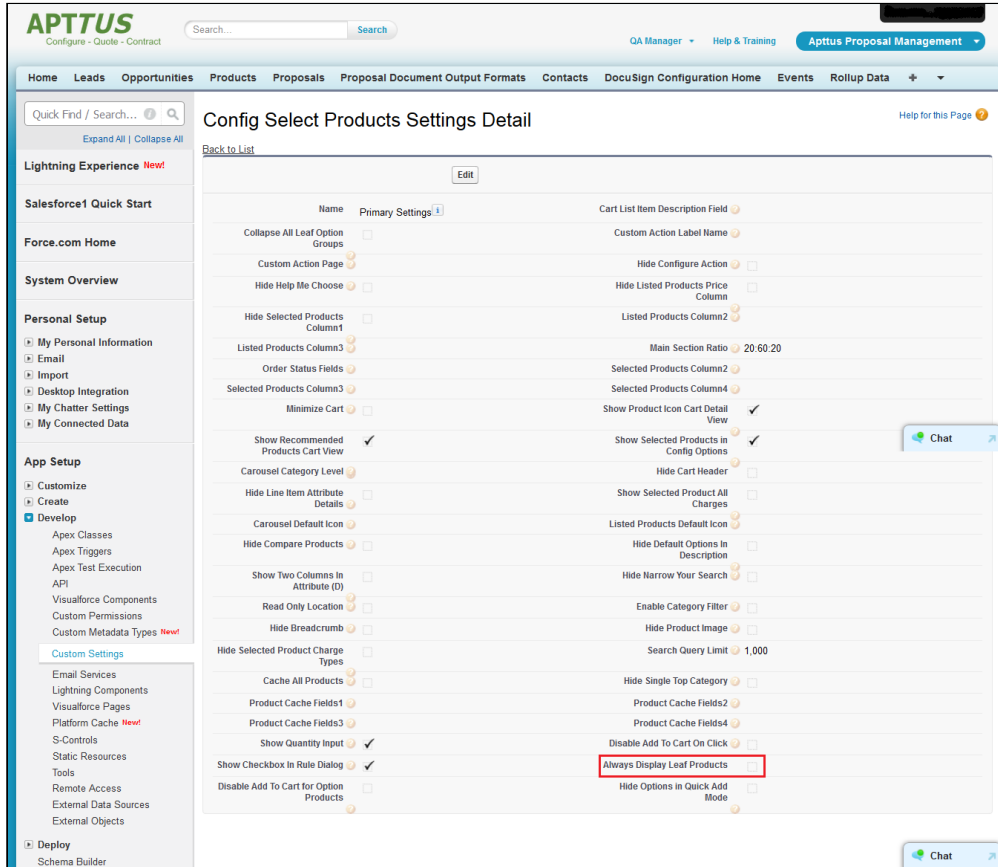 APTTUS
Configure - Quote - Contract
Search...
Search
QA Manager
Help & Training
Apttus Proposal Management
Home Leads Opportunities Products Proposals Proposal Document Output Formats Contacts DocuSign Configuration Home Events Rollup Data +
Quick Find / Search...
Expand All | Collapse All
Lightning Experience New!
Salesforce1 Quick Start
Force.com Home
System Overview
Personal Setup
My Personal Information
Email
Import
Desktop Integration
My Chatter Settings
My Connected Data
App Setup
Customize
Create
Develop
Apex Classes
Apex Triggers
Apex Test Execution
API
Visualforce Components
Custom Permissions
Custom Metadata Types New!
Custom Settings
Email Services
Lightning Components
Visualforce Pages
Platform Cache New!
S-Controls
Static Resources
Tools
Remote Access
External Data Sources
External Objects
Deploy
Schema Builder
Config Select Products Settings Detail
Help for this Page
Back to List
Edit
Name Primary Settings
Cart List Item Description Field
Collapse All Leaf Option
Groups
Custom Action Label Name
Custom Action Page
Hide Configure Action
Hide Help Me Choose
Hide Listed Products Price
Column
Hide Selected Products
Column1
Listed Products Column2
Listed Products Column3
Main Section Ratio 20:60:20
Order Status Fields
Selected Products Column2
Selected Products Column3
Selected Products Column4
Minimize Cart
Show Product Icon Cart Detail
View
Show Recommended
Products Cart View
Show Selected Products in
Config Options
Carousel Category Level
Hide Cart Header
Hide Line Item Attribute
Details
Show Selected Product All
Charges
Carousel Default Icon
Listed Products Default Icon
Hide Compare Products
Hide Default Options In
Description
Show Two Columns In
Attribute (D)
Hide Narrow Your Search
Read Only Location
Enable Category Filter
Hide Breadcrumb
Hide Product Image
Hide Selected Product Charge
Types
Search Query Limit 1,000
Cache All Products
Hide Single Top Category
Product Cache Fields1
Product Cache Fields2
Product Cache Fields3
Product Cache Fields4
Show Quantity Input
Disable Add To Cart On Click
Show Checkbox In Rule Dialog
Always Display Leaf Products
Disable Add To Cart for Option
Products
Hide Options in Quick Add
Mode
Chat
Chat